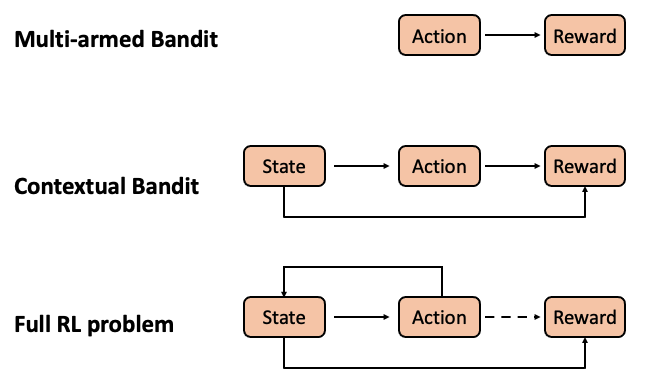 Multi-armed Bandit
Action
Reward
Contextual Bandit
State
Action
Reward
Full RL problem
State
Action
Reward